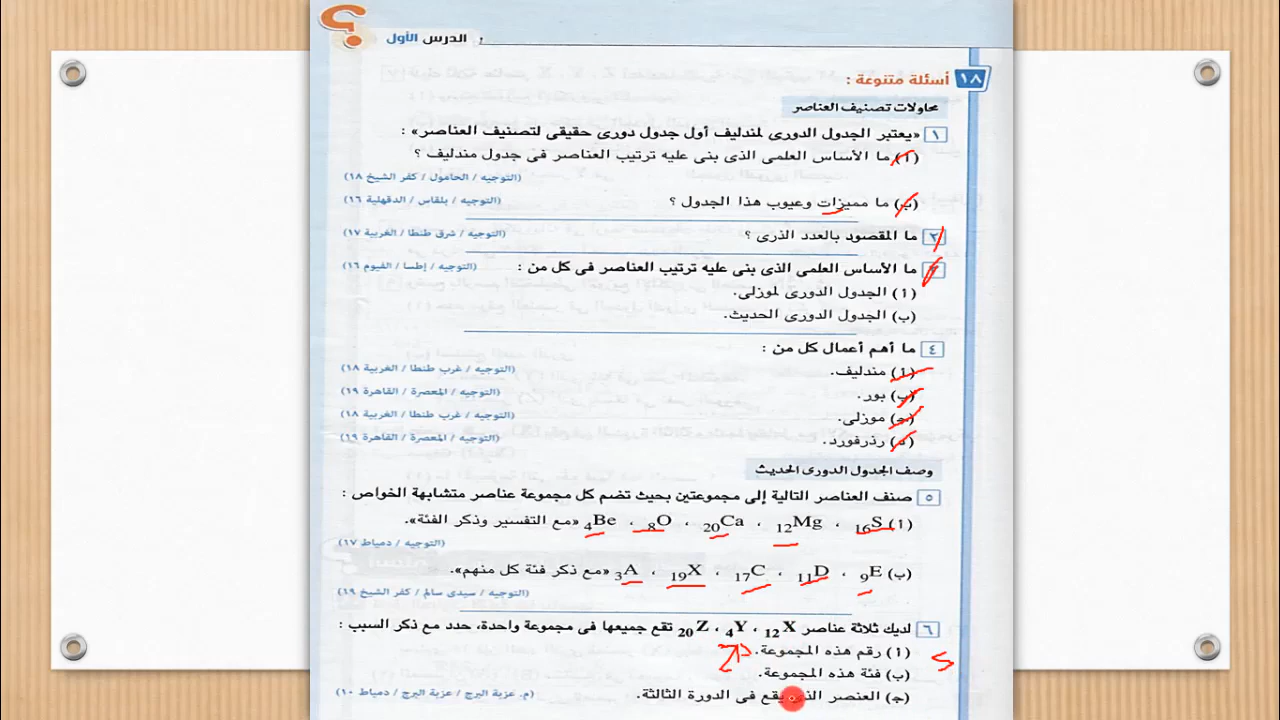 الدرس الأول
١٨ أسئلة متنوعة :
محاولات تصنيف العناصر
١ «يعتبر الجدول الدورى لمندليف أول جدول دورى حقيقى لتصنيف العناصر» :
(أ) ما الأساس العلمى الذى بنى عليه ترتيب العناصر فى جدول مندليف ؟
(التوجيه / الحامول / كفر الشيخ ١٨)
(ب) ما مميزات وعيوب هذا الجدول ؟ (التوجيه / بلقاس / الدقهلية ١٦)
٢ ما المقصود بالعدد الذرى ؟ (التوجيه / شرق طنطا / الغربية ١٧)
ما الأساس العلمى الذى بنى عليه ترتيب العناصر فى كل من : (التوجيه / إطسا / الفيوم ١٦)
(أ) الجدول الدورى لموزلى.
(ب) الجدول الدورى الحديث.
٤ ما أهم أعمال كل من :
(أ) مندليف. (التوجيه / غرب طنطا / الغربية ١٨)
(ب) بور. (التوجيه / المعصرة / القاهرة ١٩)
(جـ) موزلى. (التوجيه / غرب طنطا / الغربية ١٨)
(د) رذرفورد. (التوجيه / المعصرة / القاهرة ١٩)
وصف الجدول الدورى الحديث
٥ صنف العناصر التالية إلى مجموعتين بحيث تضم كل مجموعة عناصر متشابهة الخواص :
(أ) ₁₆S ، ₁₂Mg ، ₂₀Ca ، ₈O ، ₄Be «مع التفسير وذكر الفئة».
(التوجيه / دمياط ١٧)
(ب) ₉E ، ₁₁D ، ₁₇C ، ₁₉X ، ₃A «مع ذكر فئة كل منهم».
(التوجيه / سيدى سالم / كفر الشيخ ١٩)
٦ لديك ثلاثة عناصر ₁₂X ، ₄Y ، ₂₀Z تقع جميعها فى مجموعة واحدة، حدد مع ذكر السبب :
(أ) رقم هذه المجموعة. 2A
(ب) فئة هذه المجموعة. S
(جـ) العنصر الذى يقع فى الدورة الثالثة. (م. عزبة البرج / عزبة البرج / دمياط ١٠)